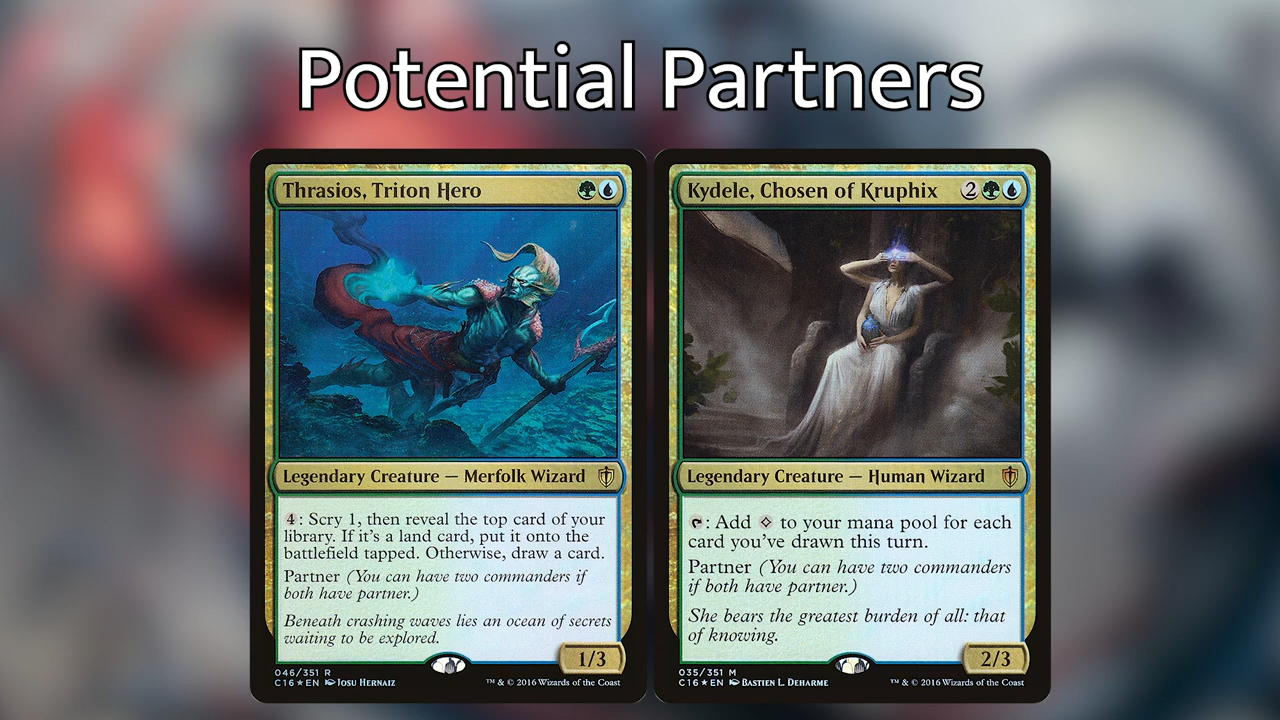 Potential Partners
Thrasios, Triton Hero
Legendary Creature — Merfolk Wizard
4: Scry 1, then reveal the top card of your
library. If it's a land card, put it onto the
battlefield tapped. Otherwise, draw a card.
Partner (You can have two commanders if
both have partner.)
Beneath crashing waves lies an ocean of secrets
waiting to be explored.
1/3
046/351 R
C16★EN Josu Hernaiz
™ & © 2016 Wizards of the Coast
Kydele, Chosen of Kruphix 2
Legendary Creature — Human Wizard
: Add to your mana pool for each
card you've drawn this turn.
Partner (You can have two commanders
if both have partner.)
She bears the greatest burden of all: that
of knowing.
2/3
035/351 M
C16★EN Bastien L. Deharme
™ & © 2016 Wizards of the Coast